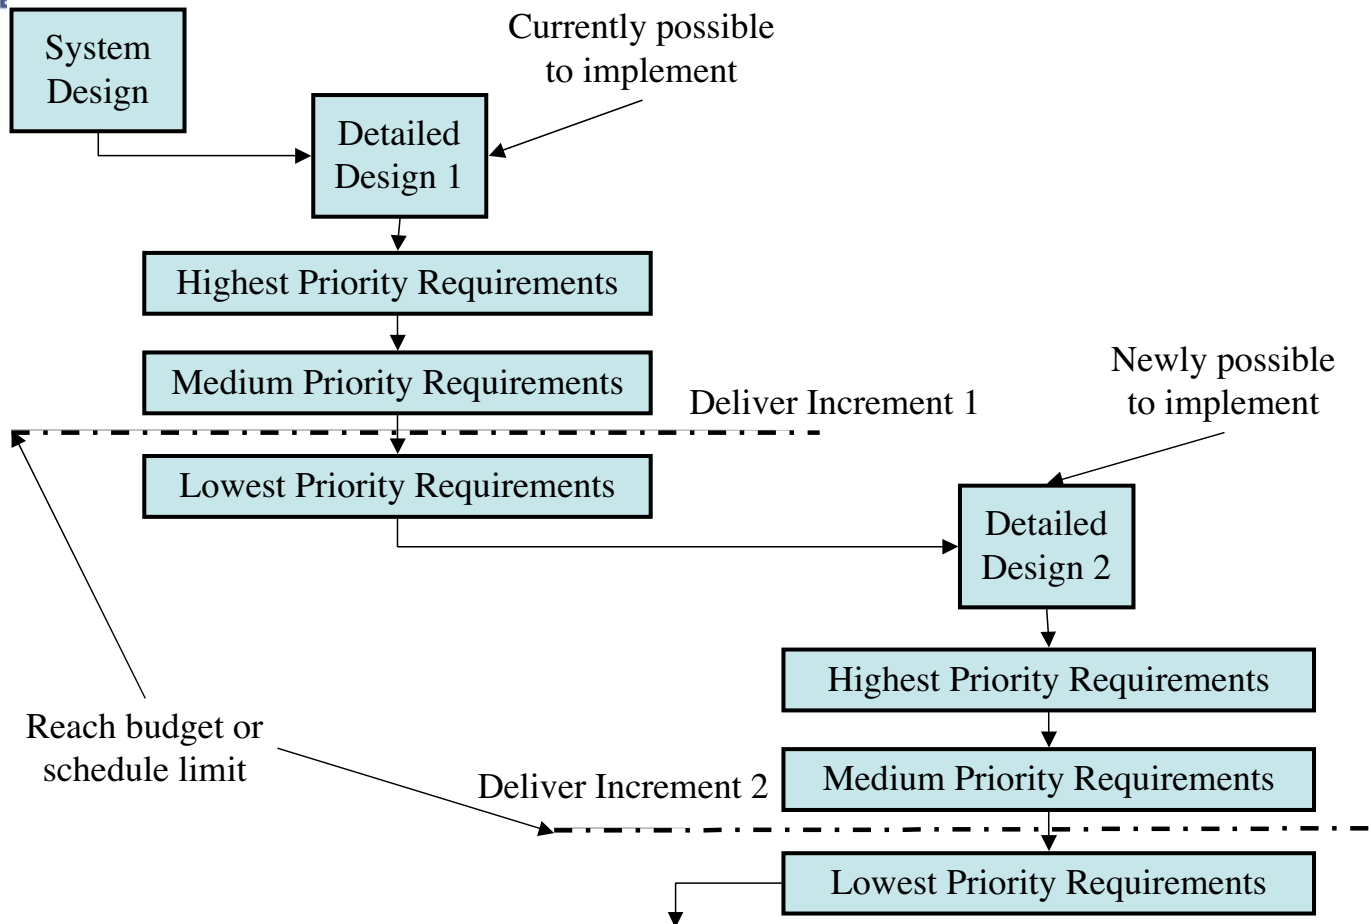 System
Design
Currently possible
to implement
Detailed
Design 1
Highest Priority Requirements
Medium Priority Requirements
Deliver Increment 1
Newly possible
to implement
Lowest Priority Requirements
Detailed
Design 2
Highest Priority Requirements
Reach budget or
schedule limit
Deliver Increment 2
Medium Priority Requirements
Lowest Priority Requirements